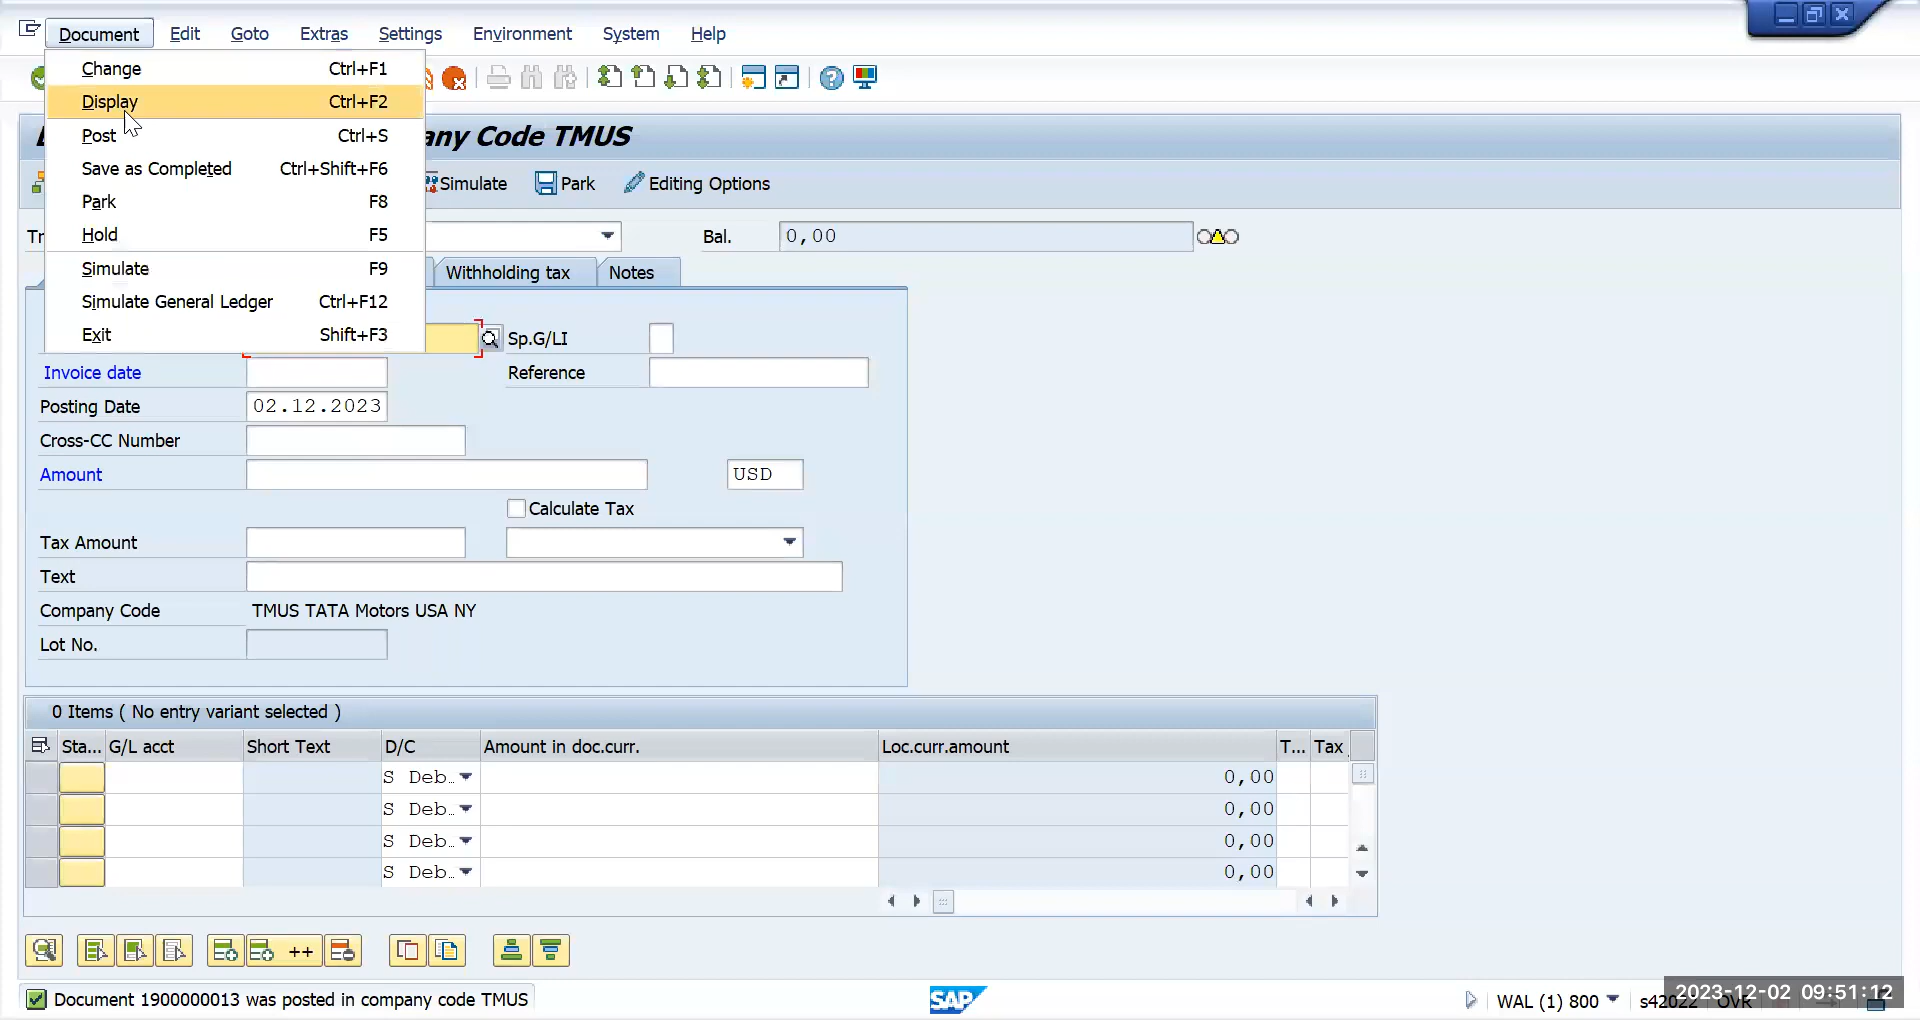 Document Edit Goto Extras Settings Environment System Help
Change Ctrl+F1
Display Ctrl+F2
Post Ctrl+S
Save as Completed Ctrl+Shift+F6
Park F8
Hold F5
Simulate F9
Simulate General Ledger Ctrl+F12
Exit Shift+F3
any Code TMUS
Simulate Park Editing Options
Tr Bal. 0,00
Withholding tax Notes
Sp.G/LI
Invoice date Reference
Posting Date 02.12.2023
Cross-CC Number
Amount USD
Calculate Tax
Tax Amount
Text
Company Code TMUS TATA Motors USA NY
Lot No.
0 Items ( No entry variant selected )
Sta... G/L acct Short Text D/C Amount in doc.curr. Loc.curr.amount T... Tax
S Deb.. 0,00
S Deb.. 0,00
S Deb.. 0,00
S Deb.. 0,00
++
Document 1900000013 was posted in company code TMUS
SAP
WAL (1) 800 s42022 OVR
2023-12-02 09:51:12